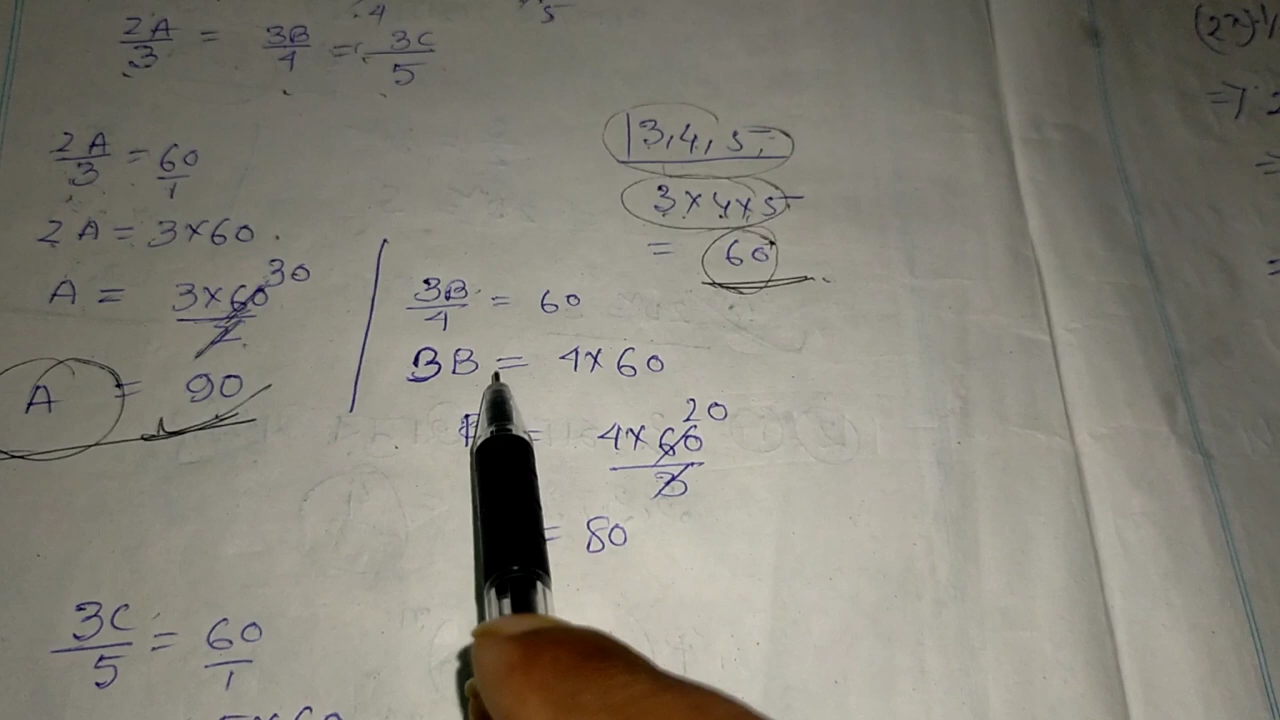 2A/3 = 3B/4 = 3C/5
2A/3 = 60/1
2A = 3×60
A = 3×60/2 30
A = 90
3,4,5
3×4×5
= 60
3B/4 = 60
3B = 4×60
= 4×60/3 20
= 80
3C/5 = 60/1